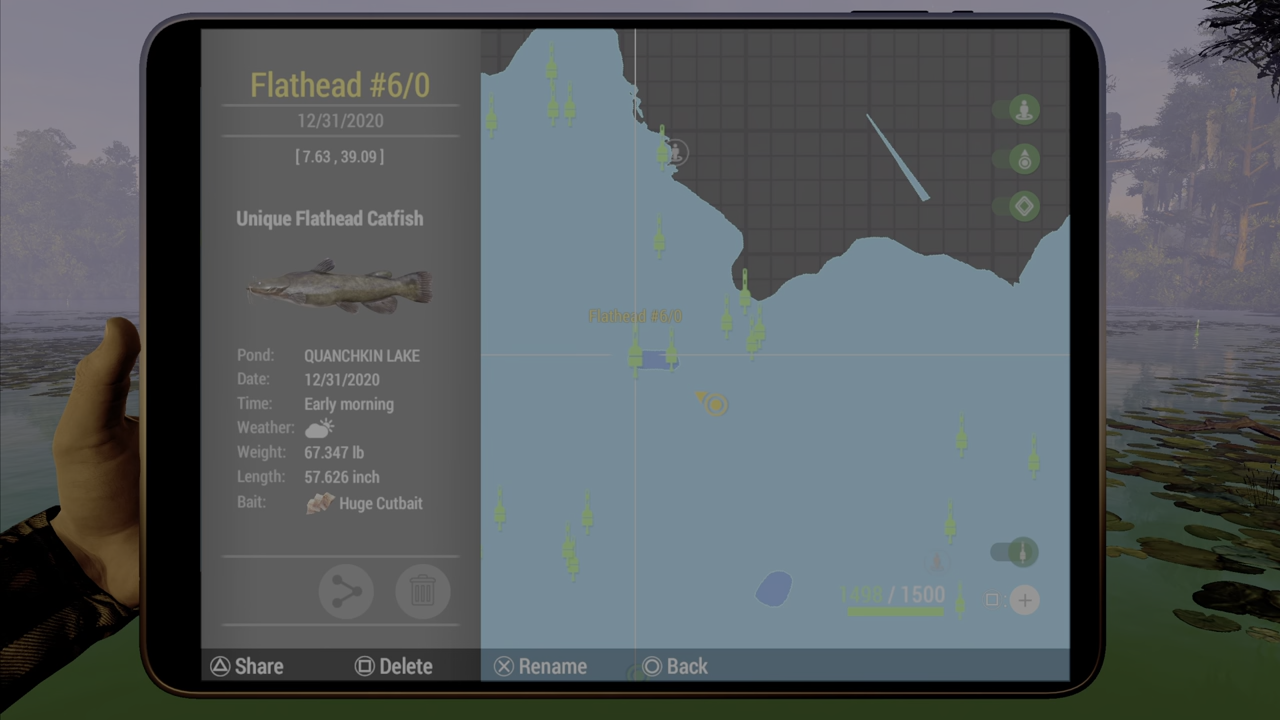 Flathead #6/0
12/31/2020
[ 7.63 , 39.09 ]
Unique Flathead Catfish
Pond: QUANCHKIN LAKE
Date: 12/31/2020
Time: Early morning
Weather:
Weight: 67.347 lb
Length: 57.626 inch
Bait: Huge Cutbait
Flathead #6/0
1498 / 1500
Share
Delete
Rename
Back